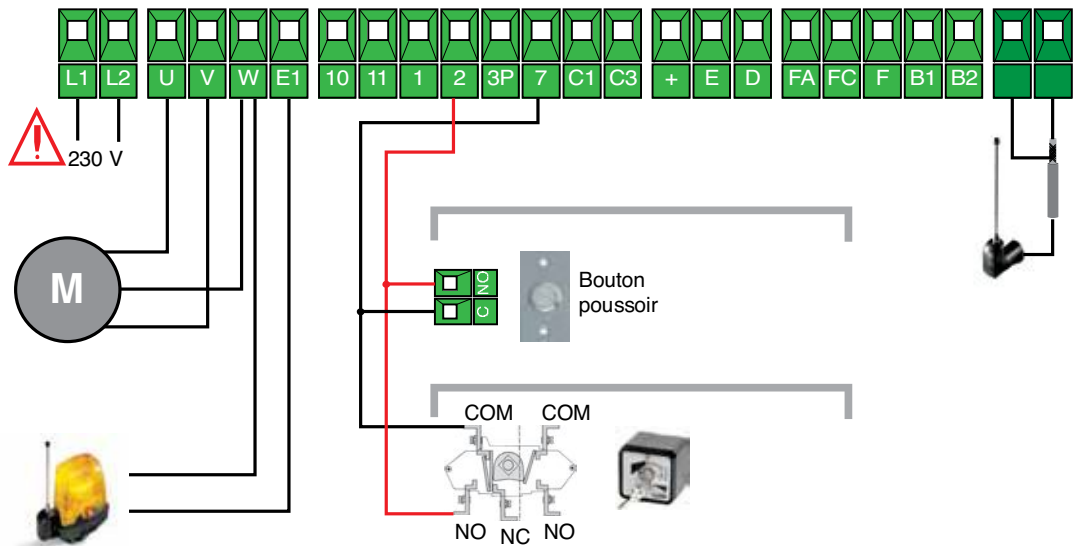 L1 L2 U V W E1 10 11 1 2 3P 7 C1 C3 + E D FA FC F B1 B2
230 V
M
NO
C
Bouton
poussoir
COM COM
NO NC NO